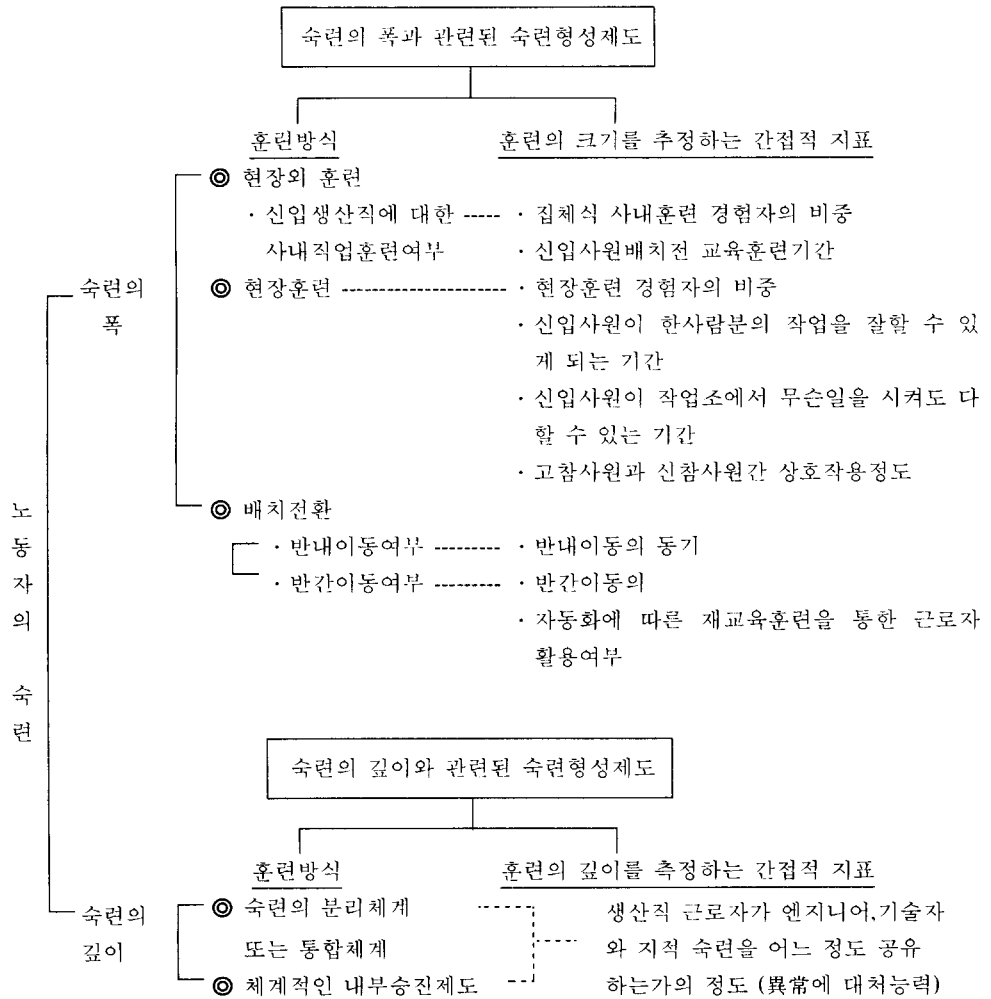 숙련의 폭과 관련된 숙련형성제도
훈련방식 훈련의 크기를 추정하는 간접적 지표
◎ 현장외 훈련
· 신입생산직에 대한 · 집체식 사내훈련 경험자의 비중
사내직업훈련여부 · 신입사원배치전 교육훈련기간
숙련의 ◎ 현장훈련 · 현장훈련 경험자의 비중
폭 · 신입사원이 한사람분의 작업을 잘할 수 있
게 되는 기간
· 신입사원이 작업조에서 무슨일을 시켜도 다
할 수 있는 기간
· 고참사원과 신참사원간 상호작용정도
◎ 배치전환
· 반내이동여부 · 반내이동의 동기
· 반간이동여부 · 반간이동의
· 자동화에 따른 재교육훈련을 통한 근로자
활용여부
노동자의 숙련
숙련의 깊이와 관련된 숙련형성제도
훈련방식 훈련의 깊이를 측정하는 간접적 지표
숙련의 ◎ 숙련의 분리체계 생산직 근로자가 엔지니어,기술자
깊이 또는 통합체계 와 지적 숙련을 어느 정도 공유
◎ 체계적인 내부승진제도 하는가의 정도 (異常에 대처능력)